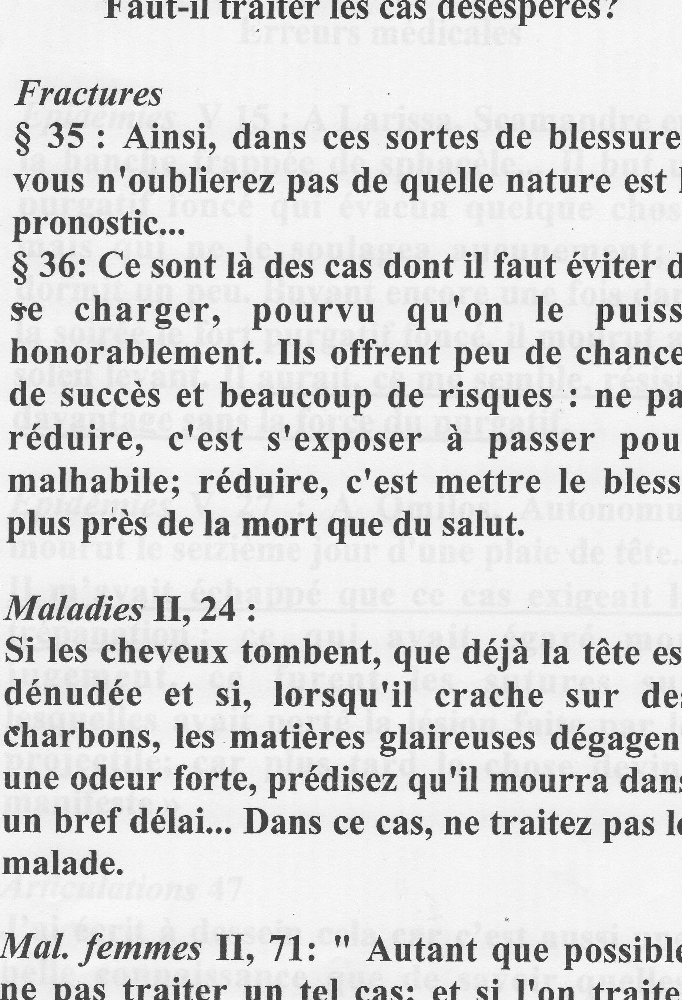 Faut-il traiter les cas désespérés?
Erreurs médicales
Fractures
§ 35 : Ainsi, dans ces sortes de blessure
vous n'oublierez pas de quelle nature est l
pronostic...
§ 36: Ce sont là des cas dont il faut éviter d
se charger, pourvu qu'on le puiss
honorablement. Ils offrent peu de chance
de succès et beaucoup de risques : ne pa
réduire, c'est s'exposer à passer pou
malhabile; réduire, c'est mettre le bless
plus près de la mort que du salut.
Maladies II, 24 :
Si les cheveux tombent, que déjà la tête es
dénudée et si, lorsqu'il crache sur des
charbons, les matières glaireuses dégagen
une odeur forte, prédisez qu'il mourra dans
un bref délai... Dans ce cas, ne traitez pas le
malade.
Articulations 47
Mal. femmes II, 71: " Autant que possible
ne pas traiter un tel cas; et si l'on traite